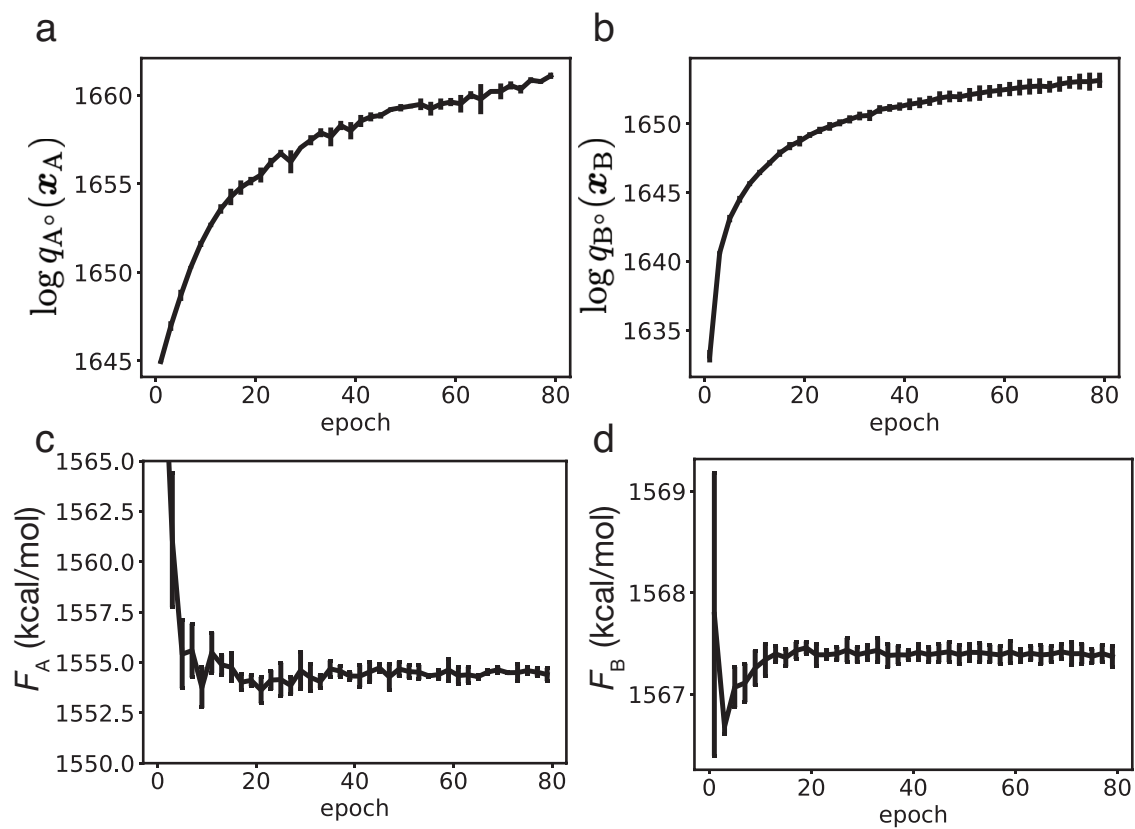 a
log q_{A°}(x_A)
1660
1655
1650
1645
0 20 40 60 80
epoch
b
log q_{B°}(x_B)
1650
1645
1640
1635
0 20 40 60 80
epoch
c
F_A (kcal/mol)
1565.0
1562.5
1560.0
1557.5
1555.0
1552.5
1550.0
0 20 40 60 80
epoch
d
F_B (kcal/mol)
1569
1568
1567
0 20 40 60 80
epoch